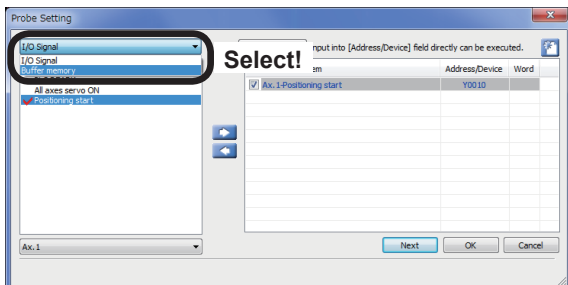 Probe Setting
I/O Signal
Select!
nput into [Address/Device] field directly can be executed.
I/O Signal
Buffer memory
em
Address/Device
Word
All axes servo ON
Positioning start
Ax. 1-Positioning start
Y0010
Ax. 1
Next
OK
Cancel